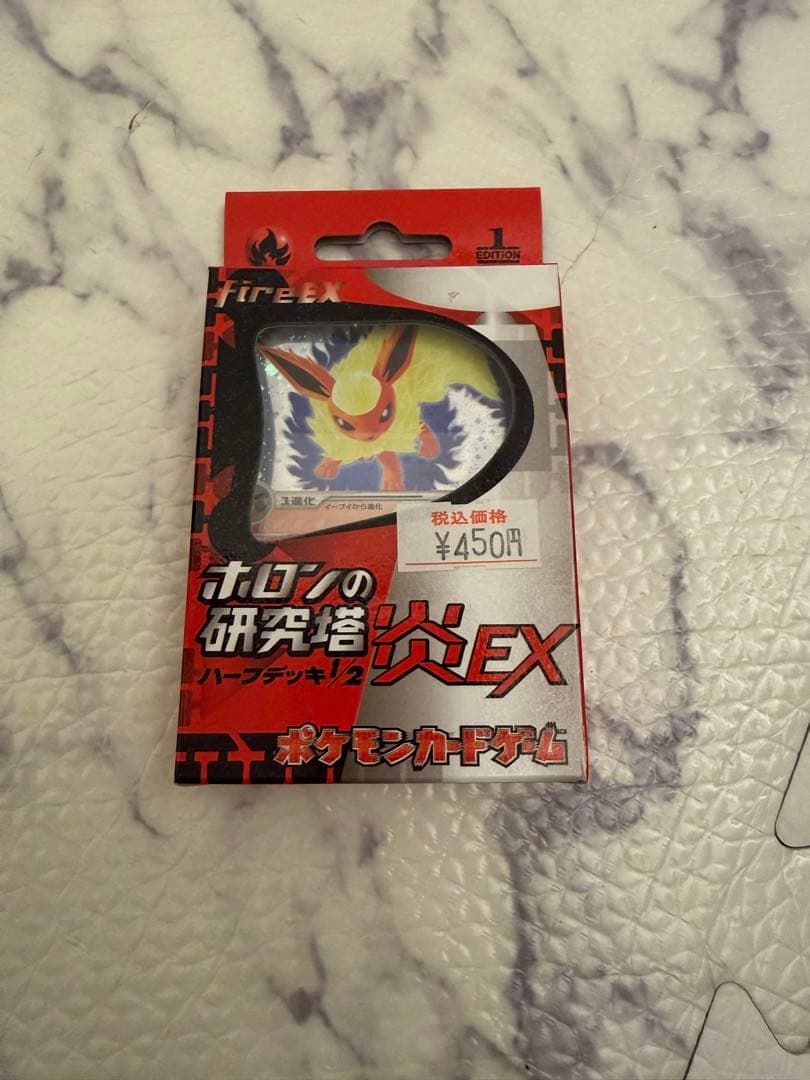 1
EDITION
fire EX
1進化
イーブイから進化
税込価格
¥450円
ホロンの
研究塔
ハーフデッキ1/2
炎EX
ポケモンカードゲーム